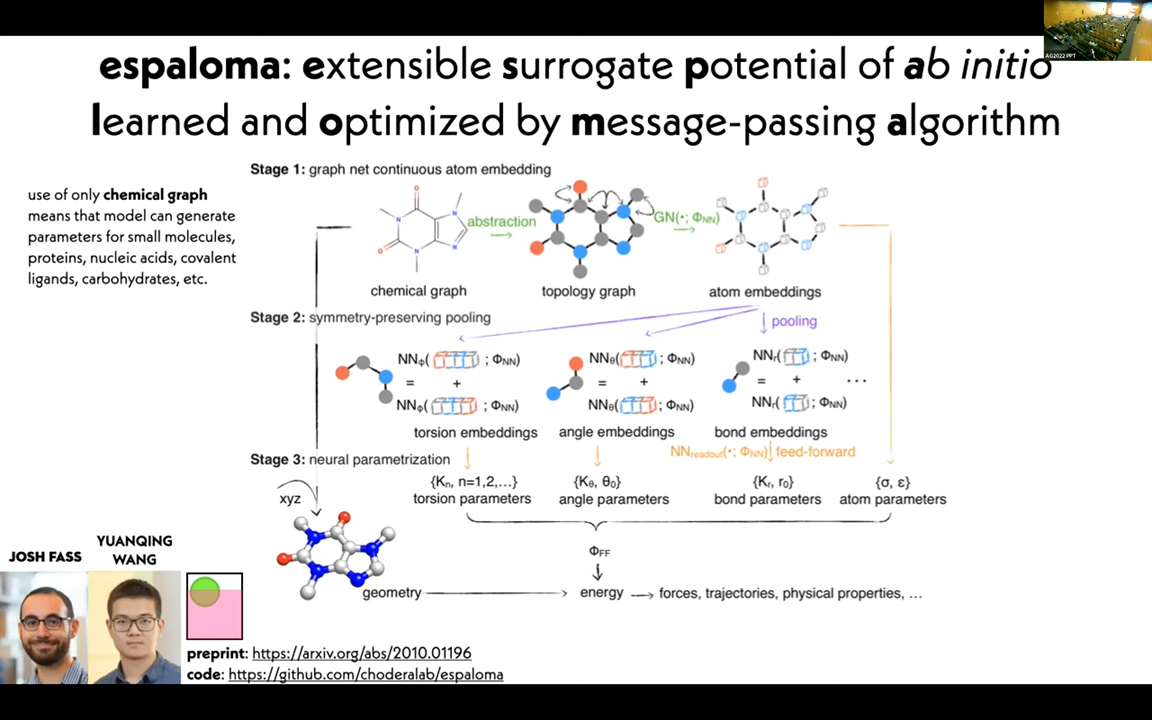 espaloma: extensible surrogate potential of ab initio
learned and optimized by message-passing algorithm
AG2022 PPT
use of only chemical graph
means that model can generate
parameters for small molecules,
proteins, nucleic acids, covalent
ligands, carbohydrates, etc.
Stage 1: graph net continuous atom embedding
O
N
N
O
N
N
abstraction
GN(·; ΦNN)
chemical graph
topology graph
atom embeddings
Stage 2: symmetry-preserving pooling
pooling
NNΦ( ; ΦNN)
= +
NNΦ( ; ΦNN)
NNθ( ; ΦNN)
= +
NNθ( ; ΦNN)
NNr( ; ΦNN)
= + ...
NNr( ; ΦNN)
torsion embeddings
angle embeddings
bond embeddings
NNreadout(·; ΦNN) feed-forward
Stage 3: neural parametrization
{Kn, n=1,2,...}
torsion parameters
{Kθ, θ0}
angle parameters
{Kr, r0}
bond parameters
{σ, ε}
atom parameters
xyz
ΦFF
geometry
energy
forces, trajectories, physical properties, ...
JOSH FASS
YUANQING
WANG
preprint: https://arxiv.org/abs/2010.01196
code: https://github.com/choderalab/espaloma